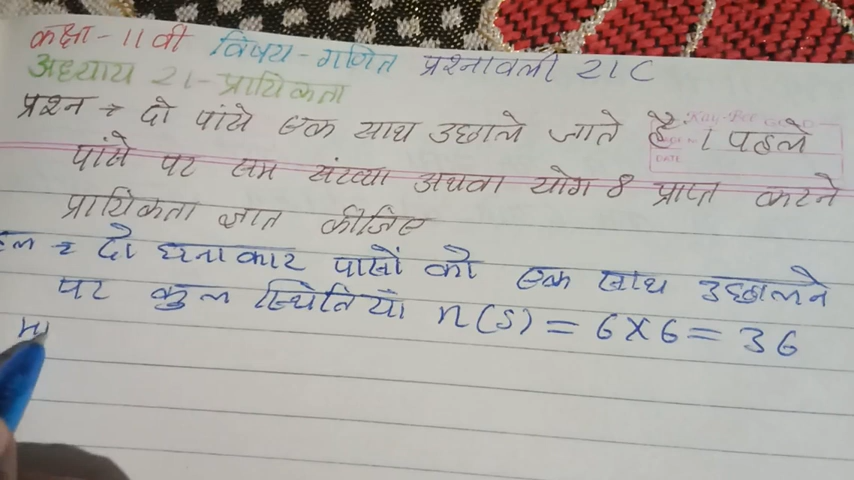 कक्षा - 11वी विषय - गणित प्रश्नावली 21C
अध्याय 21 - प्रायिकता
प्रश्न → दो पांसे एक साथ उछाले जाते हैं। पहले
पांसे पर सम संख्या अथवा योग 8 प्राप्त करने
प्रायिकता ज्ञात कीजिए
हल → दो घनाकार पासों को एक साथ उछालने
पर कुल स्थितियाँ n(S) = 6×6 = 36
DATE